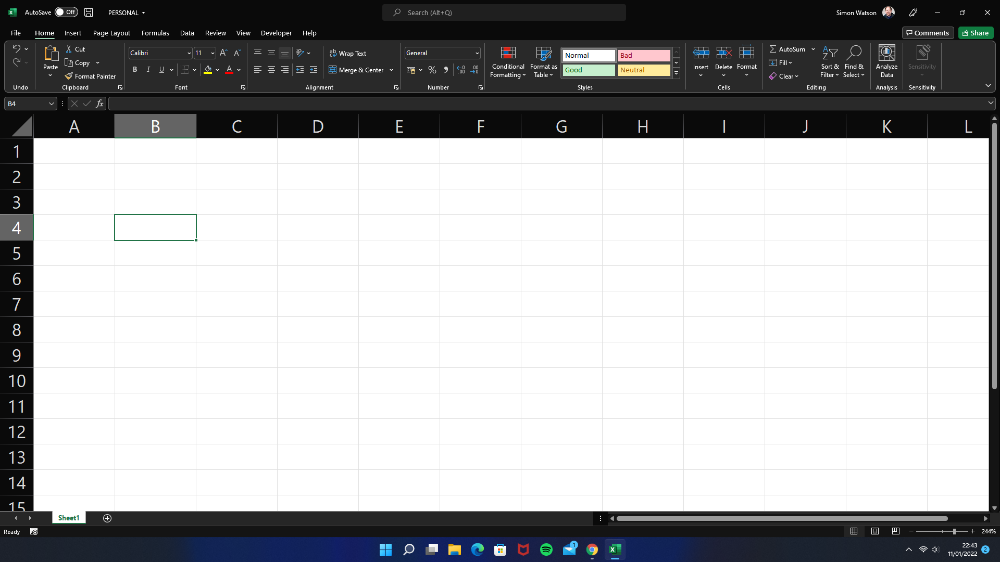 AutoSave Off PERSONAL Search (Alt+Q) Simon Watson
File Home Insert Page Layout Formulas Data Review View Developer Help Comments Share
Paste Cut Copy Format Painter
Clipboard
Undo
Calibri 11
B I U A
Font
Wrap Text
Merge & Center
Alignment
General
% 9
Number
Conditional Formatting
Format as Table
Normal Bad
Good Neutral
Styles
Insert Delete Format
Cells
AutoSum
Fill
Clear
Sort & Filter
Find & Select
Editing
Analyze Data
Analysis
Sensitivity
Sensitivity
B4 fx
A B C D E F G H I J K L
1
2
3
4
5
6
7
8
9
10
11
12
13
14
15
Sheet1
Ready 244%
1 22:43
11/01/2022 2